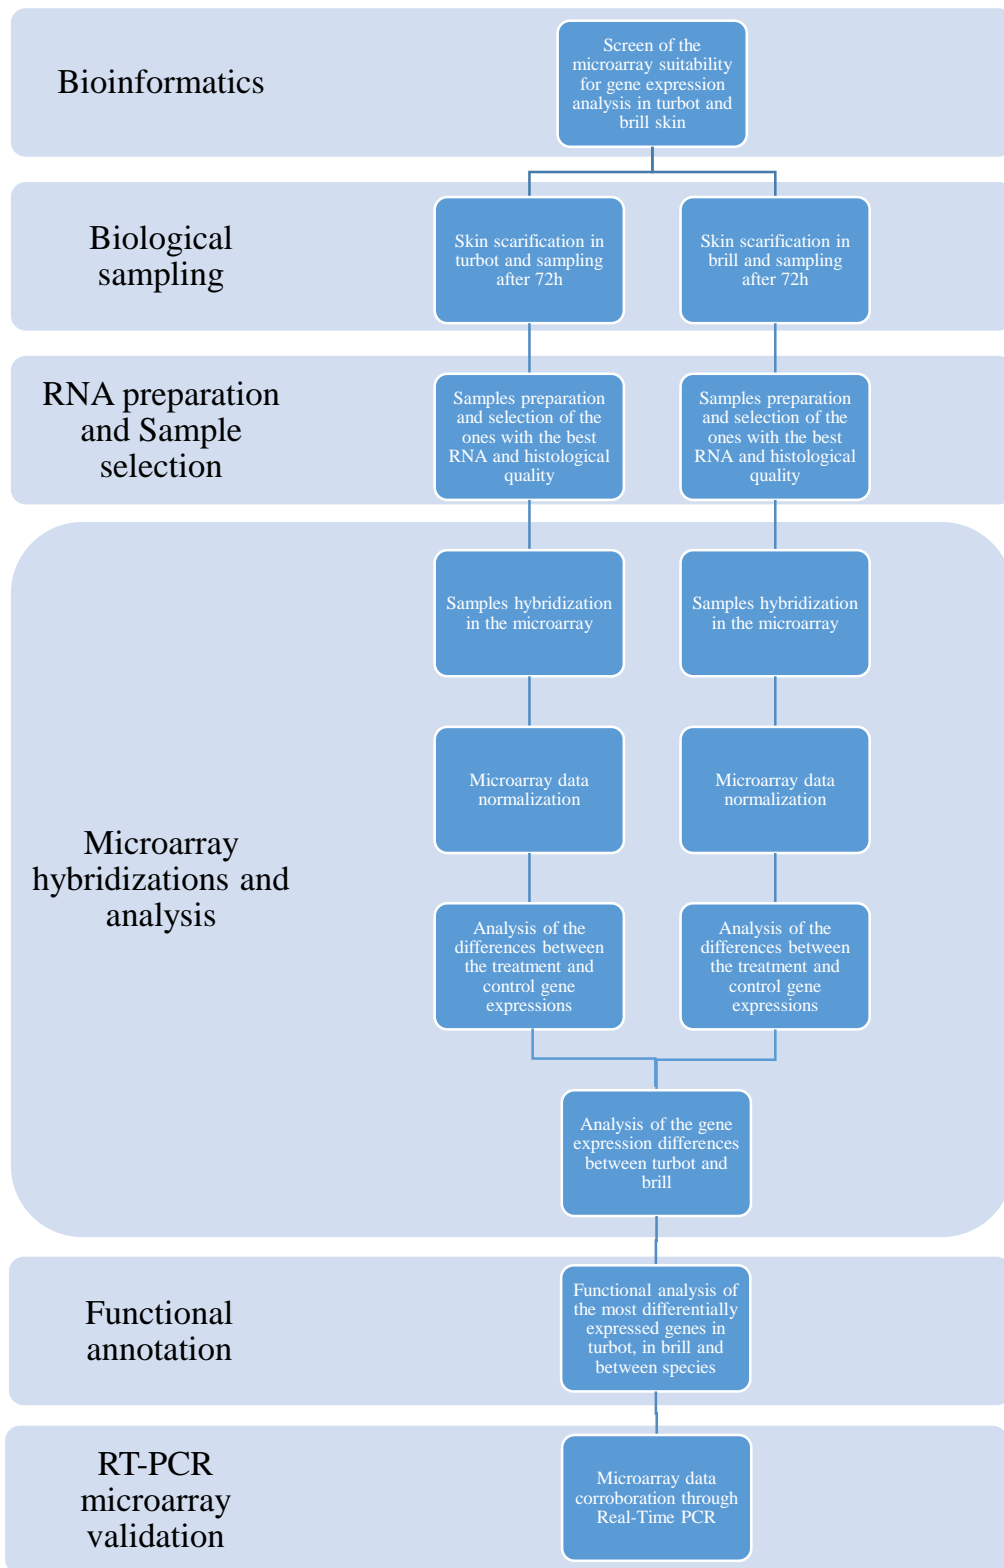 Bioinformatics
Screen of the
microarray suitability
for gene expression
analysis in turbot and
brill skin
Biological
sampling
Skin scarification in
turbot and sampling
after 72h
Skin scarification in
brill and sampling
after 72h
RNA preparation
and Sample
selection
Samples preparation
and selection of the
ones with the best
RNA and histological
quality
Samples preparation
and selection of the
ones with the best
RNA and histological
quality
Microarray
hybridizations and
analysis
Samples hybridization
in the microarray
Samples hybridization
in the microarray
Microarray data
normalization
Microarray data
normalization
Analysis of the
differences between
the treatment and
control gene
expressions
Analysis of the
differences between
the treatment and
control gene
expressions
Analysis of the gene
expression differences
between turbot and
brill
Functional
annotation
Functional analysis of
the most differentially
expressed genes in
turbot, in brill and
between species
RT-PCR
microarray
validation
Microarray data
corroboration through
Real-Time PCR